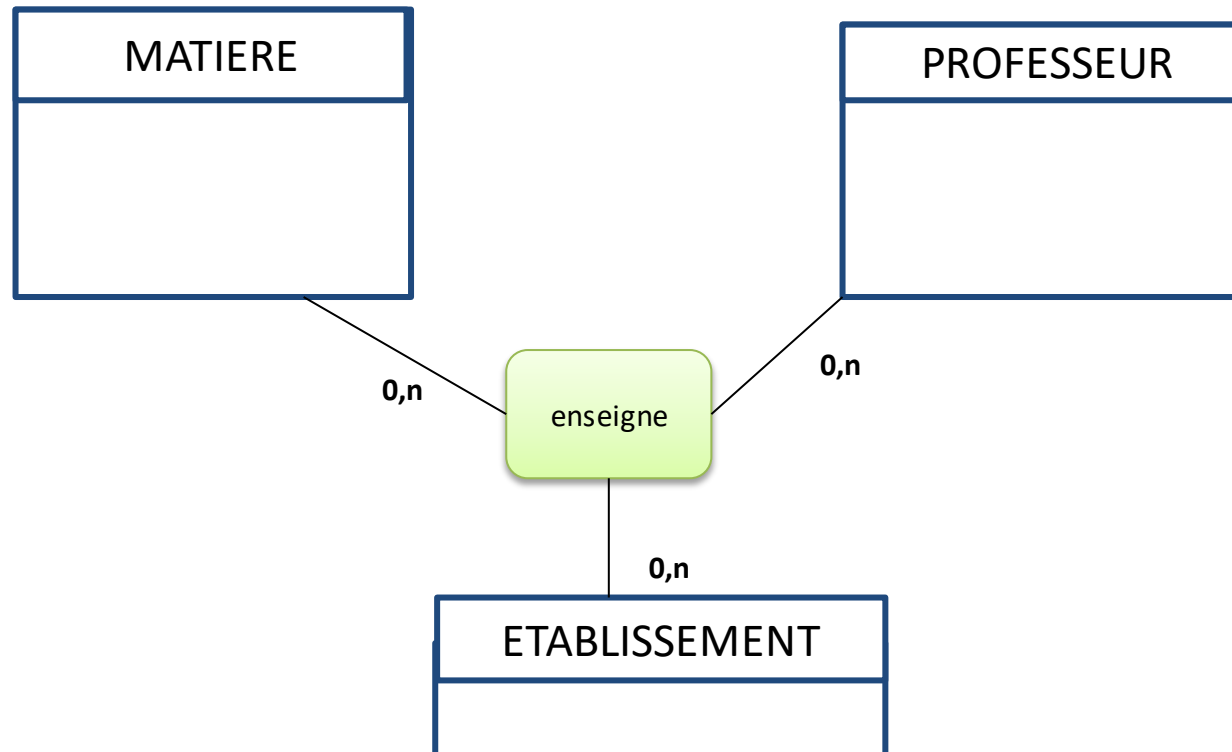 MATIERE
PROFESSEUR
0,n
0,n
enseigne
0,n
ETABLISSEMENT